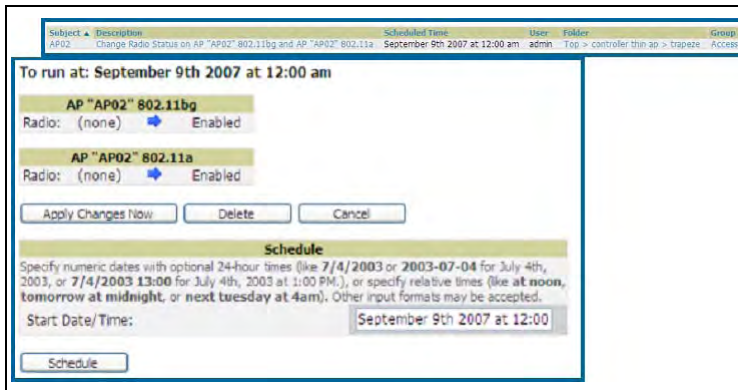 Subject ▲ Description Scheduled Time User Folder Group
AP02 Change Radio Status on AP "AP02" 802.11bg and AP "AP02" 802.11a September 9th 2007 at 12:00 am admin Top > controller thin ap > trapeze Access
To run at: September 9th 2007 at 12:00 am
AP "AP02" 802.11bg
Radio: (none) Enabled
AP "AP02" 802.11a
Radio: (none) Enabled
Apply Changes Now Delete Cancel
Schedule
Specify numeric dates with optional 24-hour times (like 7/4/2003 or 2003-07-04 for July 4th,
2003, or 7/4/2003 13:00 for July 4th, 2003 at 1:00 PM.), or specify relative times (like at noon,
tomorrow at midnight, or next tuesday at 4am). Other input formats may be accepted.
Start Date/Time: September 9th 2007 at 12:00
Schedule